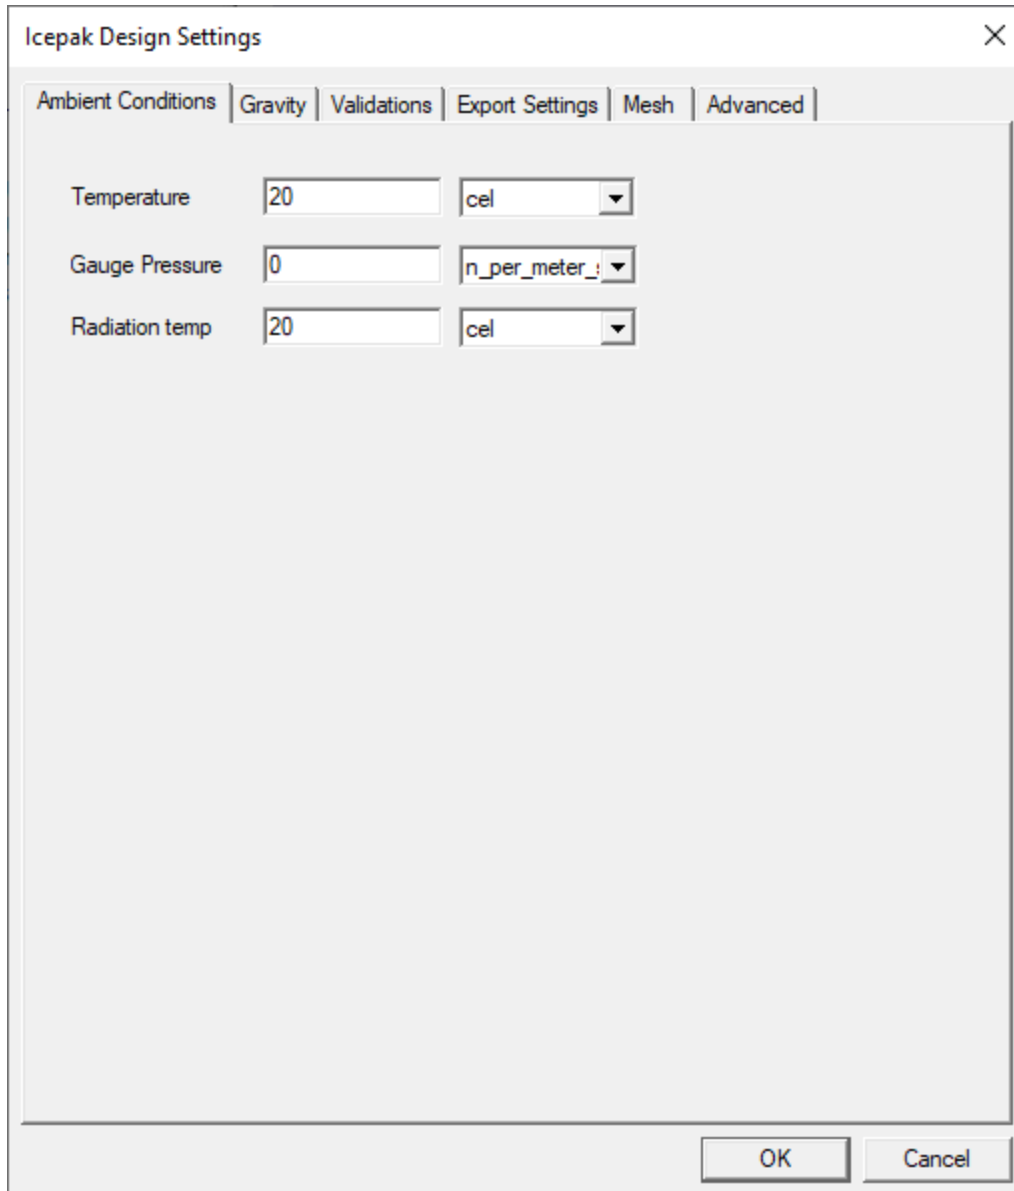 Icepak Design Settings
Ambient Conditions Gravity Validations Export Settings Mesh Advanced
Temperature 20 cel
Gauge Pressure 0 n_per_meter_
Radiation temp 20 cel
OK Cancel